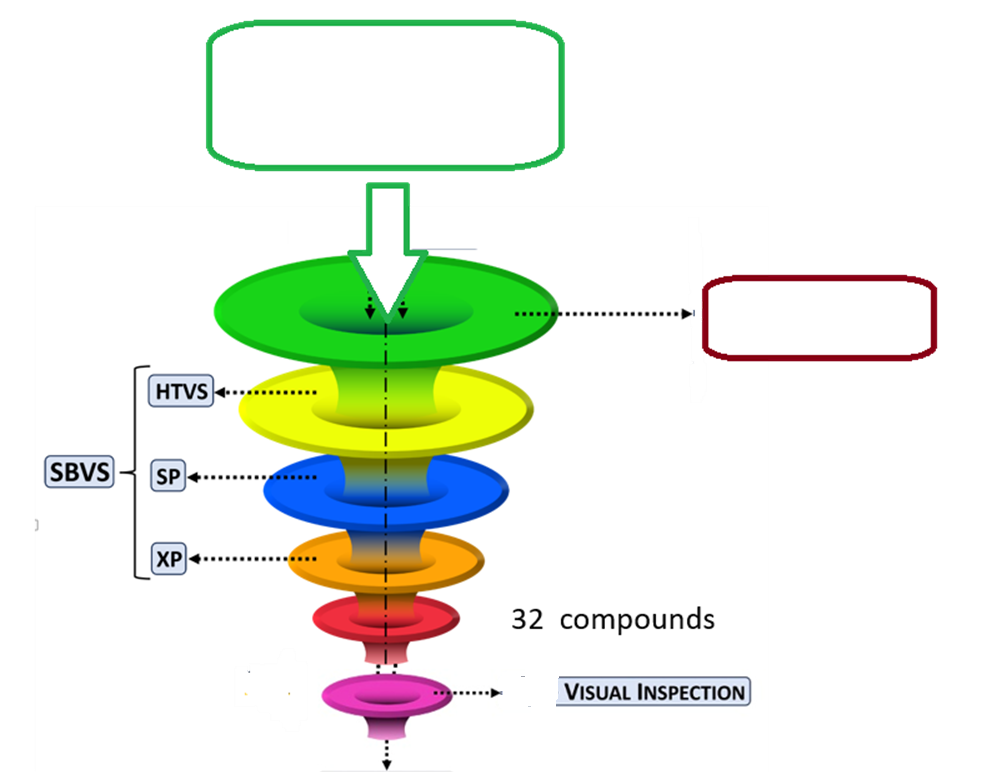 HTVS
SBVS
SP
XP
32 compounds
VISUAL INSPECTION